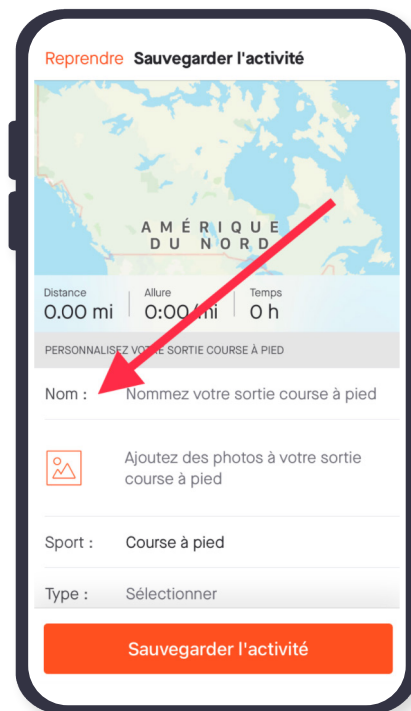 Reprendre Sauvegarder l'activité
AMÉRIQUE
DU NORD
Distance Allure Temps
0.00 mi 0:00/mi 0 h
PERSONNALISEZ VOTRE SORTIE COURSE À PIED
Nom : Nommez votre sortie course à pied
Ajoutez des photos à votre sortie
course à pied
Sport : Course à pied
Type : Sélectionner
Sauvegarder l'activité